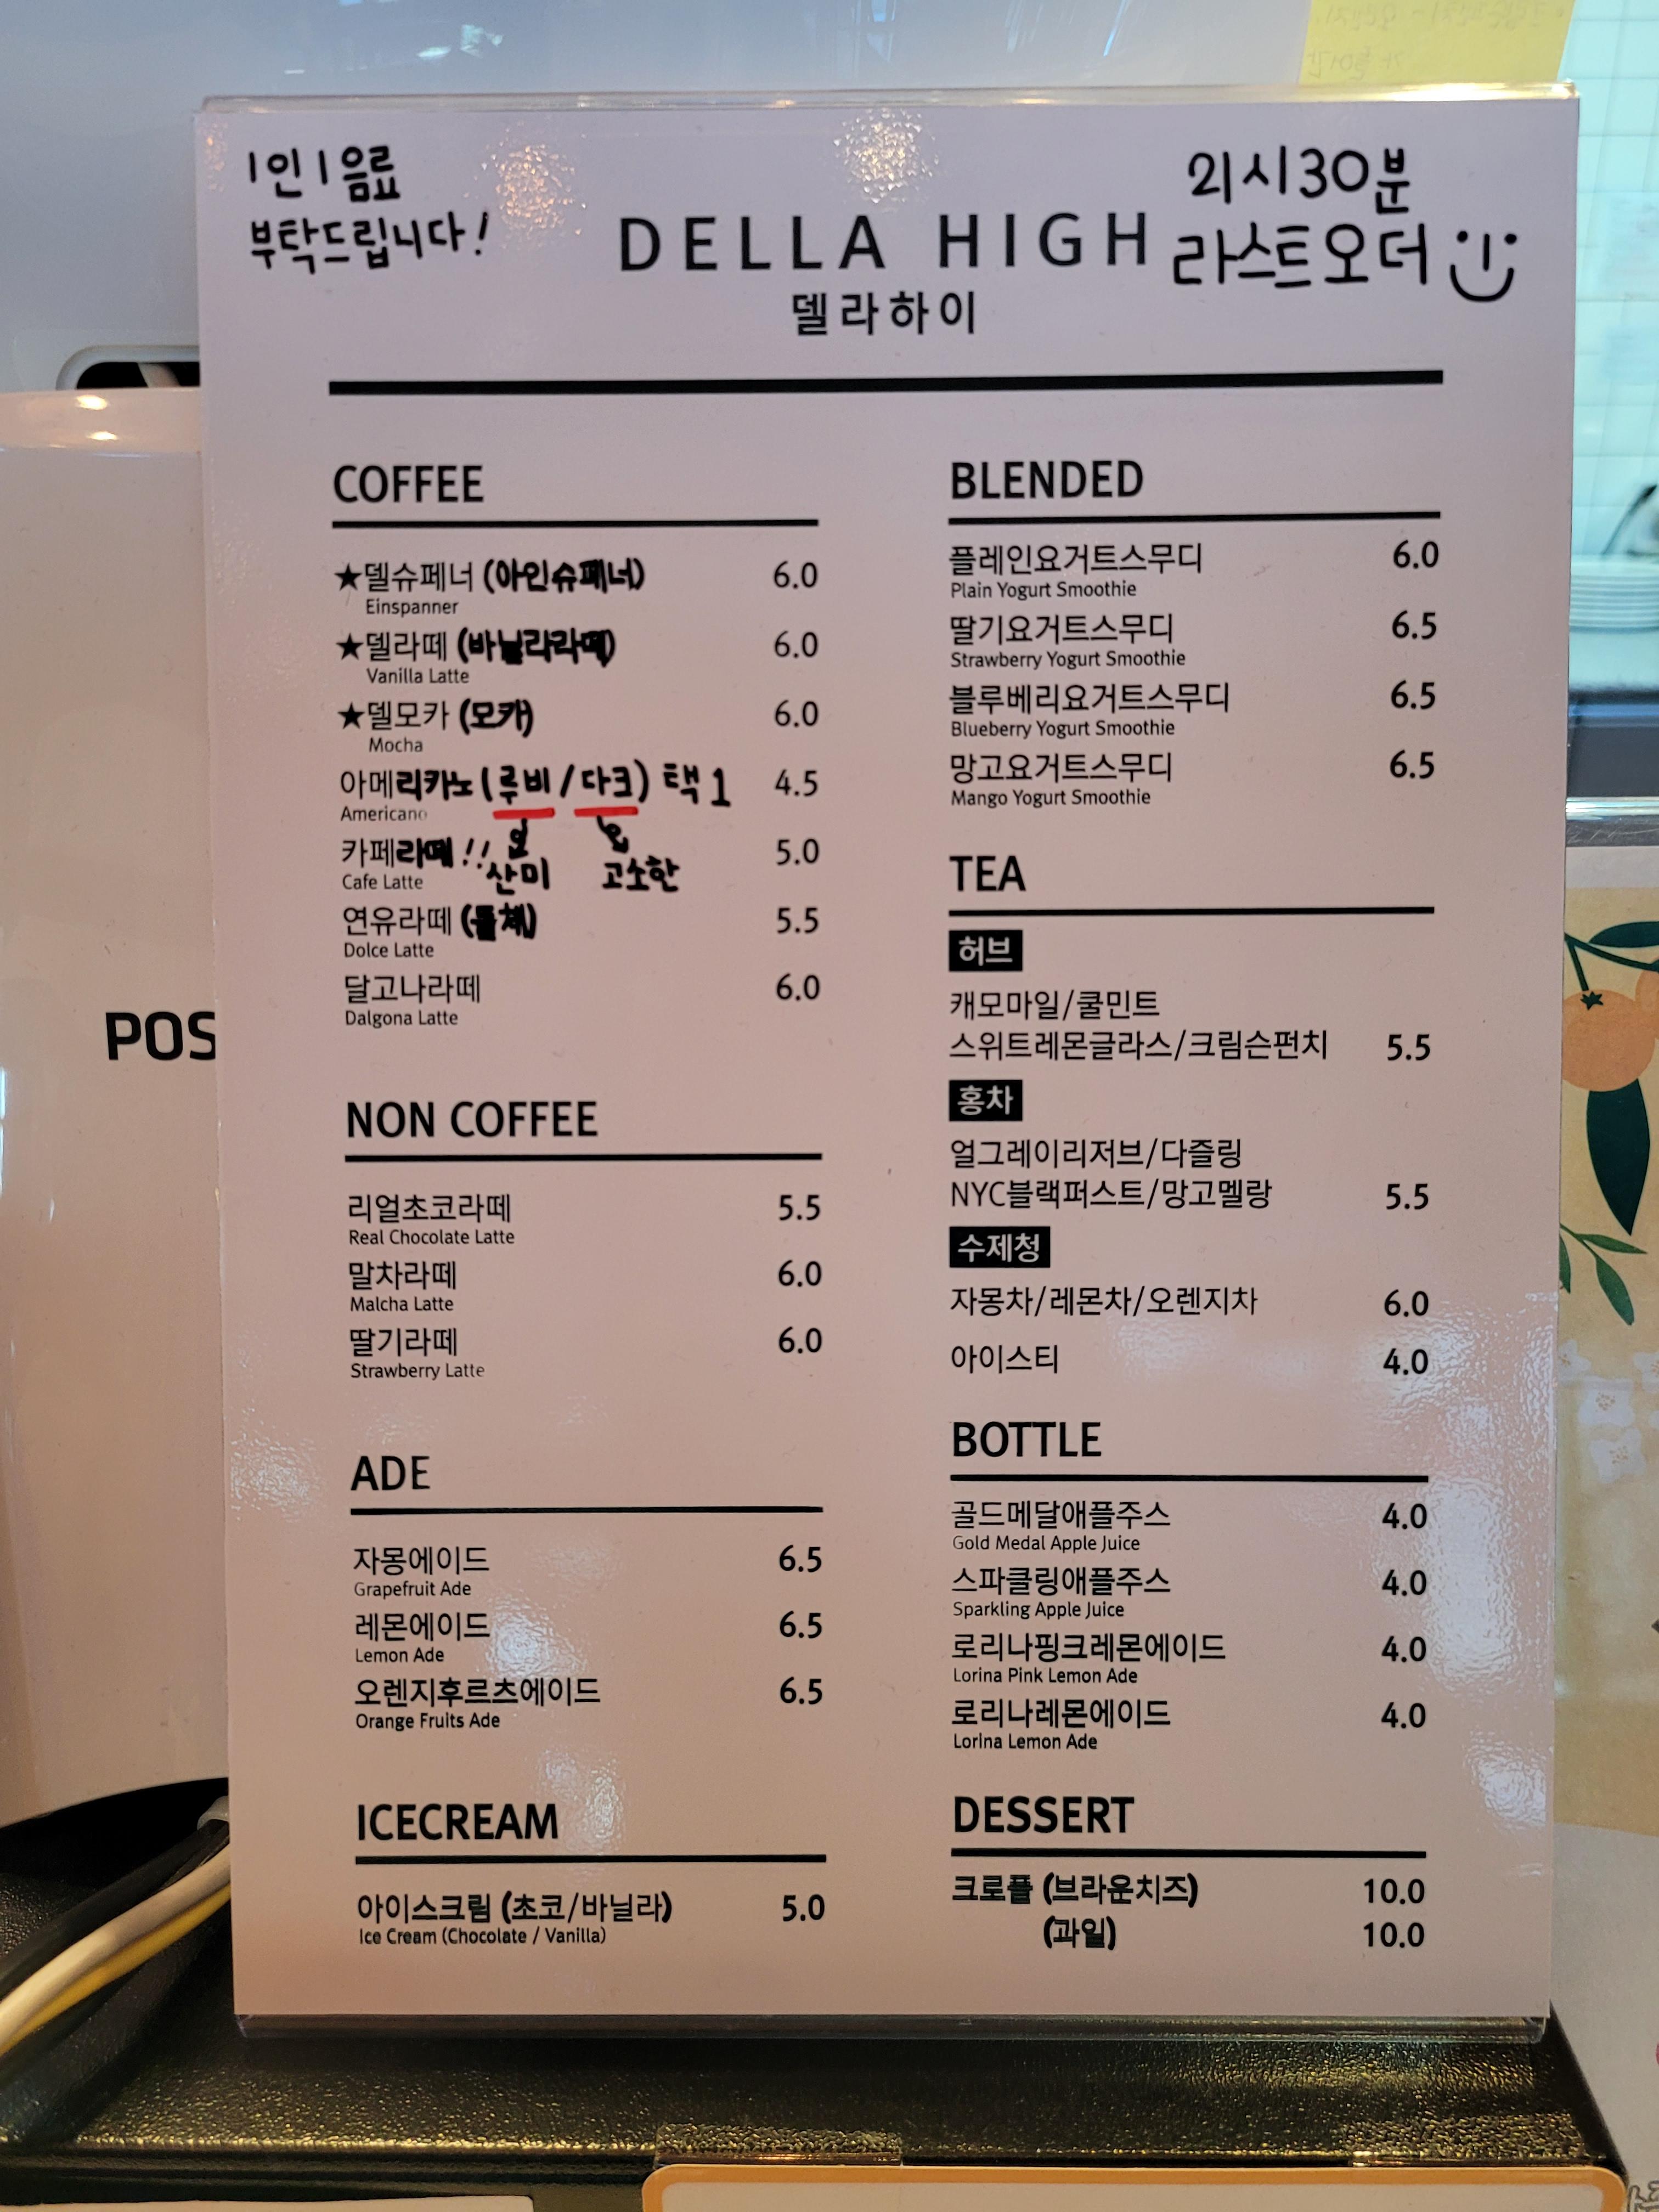 1인 1음료
부탁드립니다!
21시30분
라스트오더
DELLA HIGH
델라하이
COFFEE
★델슈페너 (아인슈페너) 6.0
Einspanner
★델라떼 (바닐라라떼) 6.0
Vanilla Latte
★델모카 (모카) 6.0
Mocha
아메리카노 (루비/다크) 택1 4.5
Americano
카페라떼!! 산미 고소한 5.0
Cafe Latte
연유라떼 (돌체) 5.5
Dolce Latte
달고나라떼 6.0
Dalgona Latte
NON COFFEE
리얼초코라떼 5.5
Real Chocolate Latte
말차라떼 6.0
Malcha Latte
딸기라떼 6.0
Strawberry Latte
ADE
자몽에이드 6.5
Grapefruit Ade
레몬에이드 6.5
Lemon Ade
오렌지후르츠에이드 6.5
Orange Fruits Ade
ICECREAM
아이스크림 (초코/바닐라) 5.0
Ice Cream (Chocolate / Vanilla)
BLENDED
플레인요거트스무디 6.0
Plain Yogurt Smoothie
딸기요거트스무디 6.5
Strawberry Yogurt Smoothie
블루베리요거트스무디 6.5
Blueberry Yogurt Smoothie
망고요거트스무디 6.5
Mango Yogurt Smoothie
TEA
허브
캐모마일/쿨민트
스위트레몬글라스/크림슨펀치 5.5
홍차
얼그레이리저브/다즐링
NYC블랙퍼스트/망고멜랑 5.5
수제청
자몽차/레몬차/오렌지차 6.0
아이스티 4.0
BOTTLE
골드메달애플주스 4.0
Gold Medal Apple Juice
스파클링애플주스 4.0
Sparkling Apple Juice
로리나핑크레몬에이드 4.0
Lorina Pink Lemon Ade
로리나레몬에이드 4.0
Lorina Lemon Ade
DESSERT
크로플 (브라운치즈) 10.0
(과일) 10.0
POS